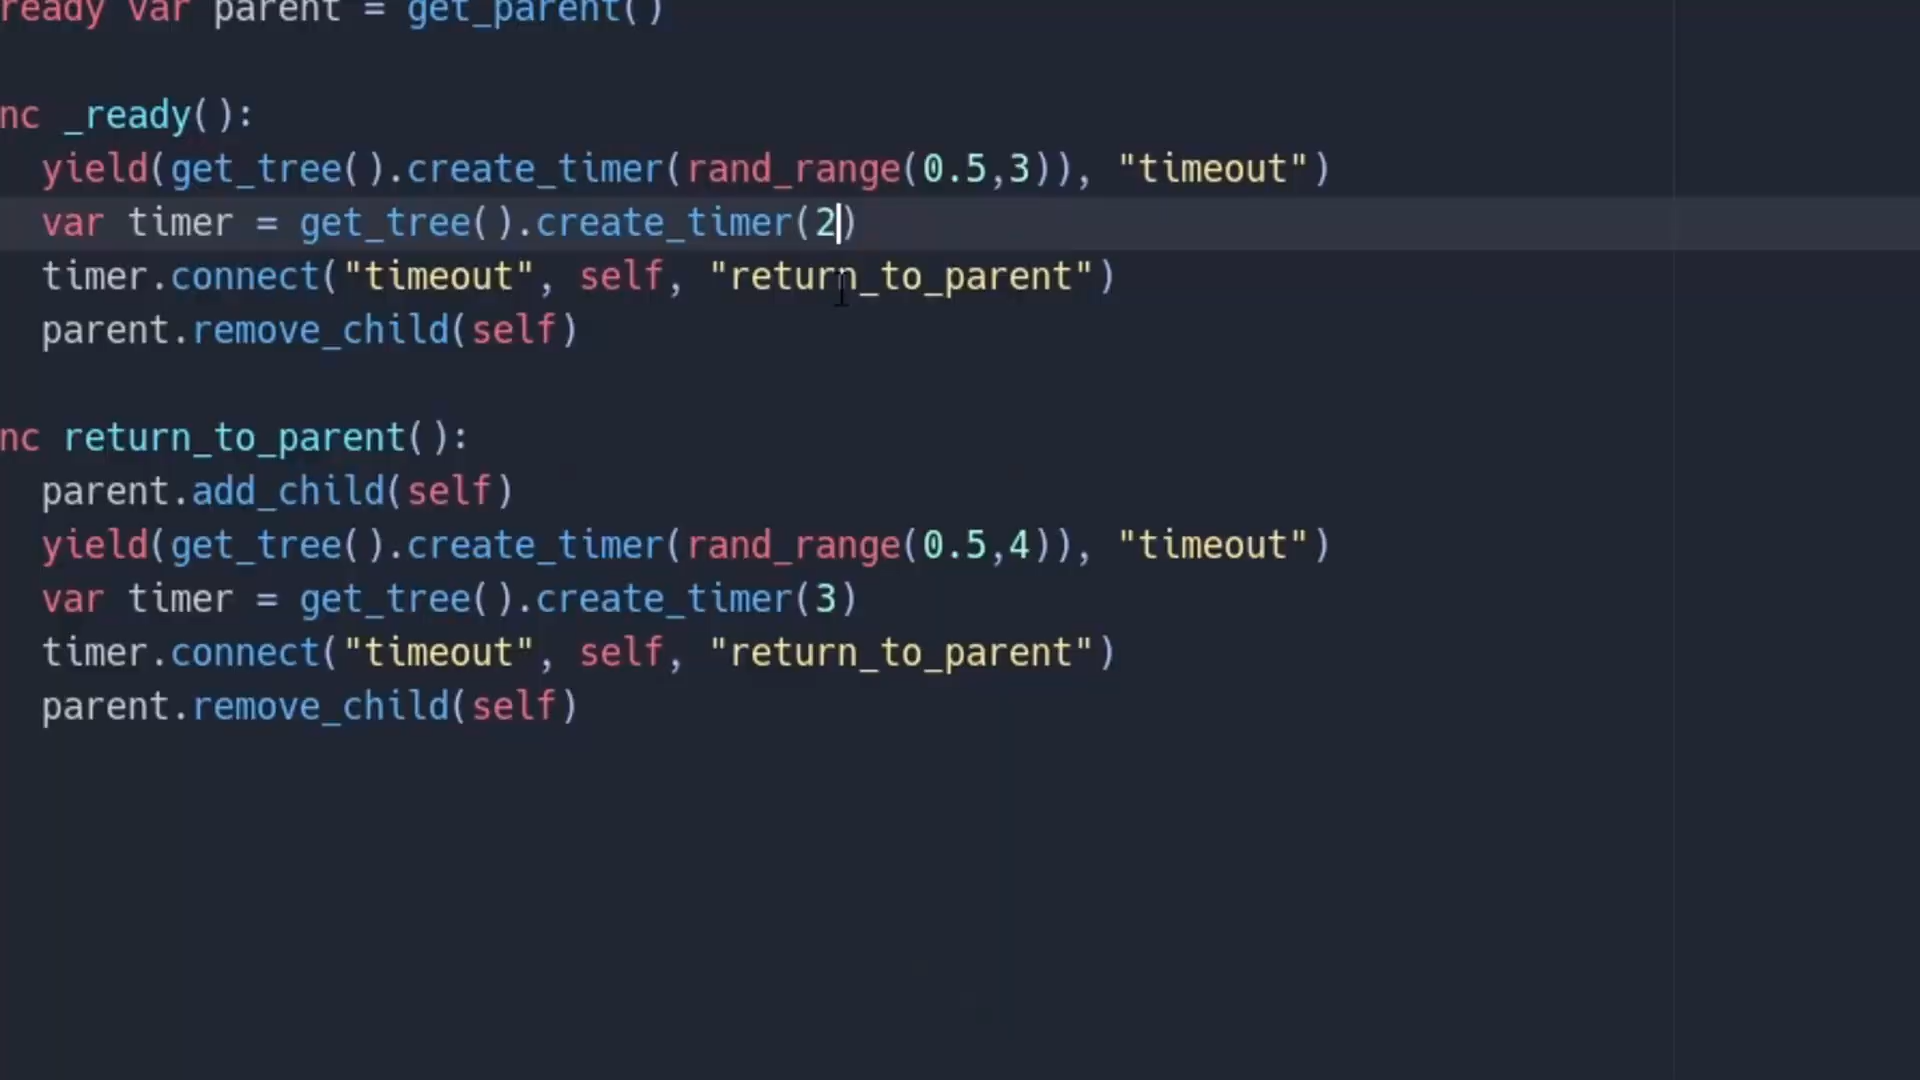 ready var parent = get_parent()
nc _ready():
yield(get_tree().create_timer(rand_range(0.5,3)), "timeout")
var timer = get_tree().create_timer(2)
timer.connect("timeout", self, "return_to_parent")
parent.remove_child(self)
nc return_to_parent():
parent.add_child(self)
yield(get_tree().create_timer(rand_range(0.5,4)), "timeout")
var timer = get_tree().create_timer(3)
timer.connect("timeout", self, "return_to_parent")
parent.remove_child(self)